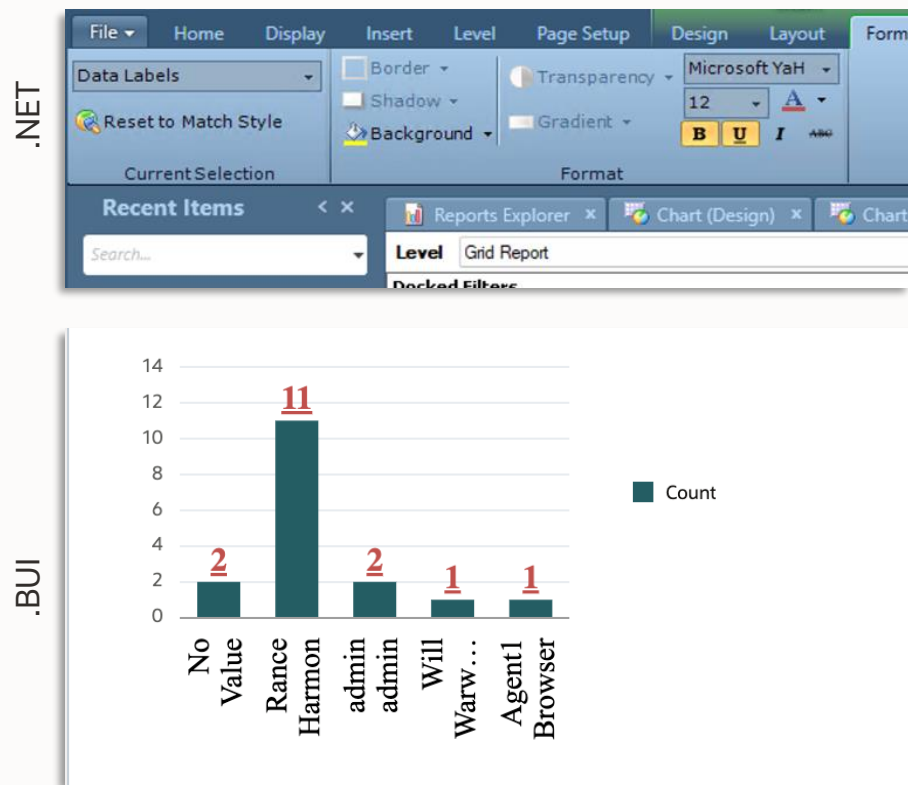 .NET
File Home Display Insert Level Page Setup Design Layout Form
Data Labels
Reset to Match Style
Current Selection
Border
Shadow
Background
Transparency
Gradient
Microsoft YaH
12
A
B U I ABC
Format
Recent Items
Search...
Reports Explorer × Chart (Design) × Chart
Level Grid Report
Docked Filters
.BUI
14
12
10
8
6
4
2
0
2
11
2
1
1
No Value
Rance Harmon
admin admin
Will Warw...
Agent1 Browser
Count